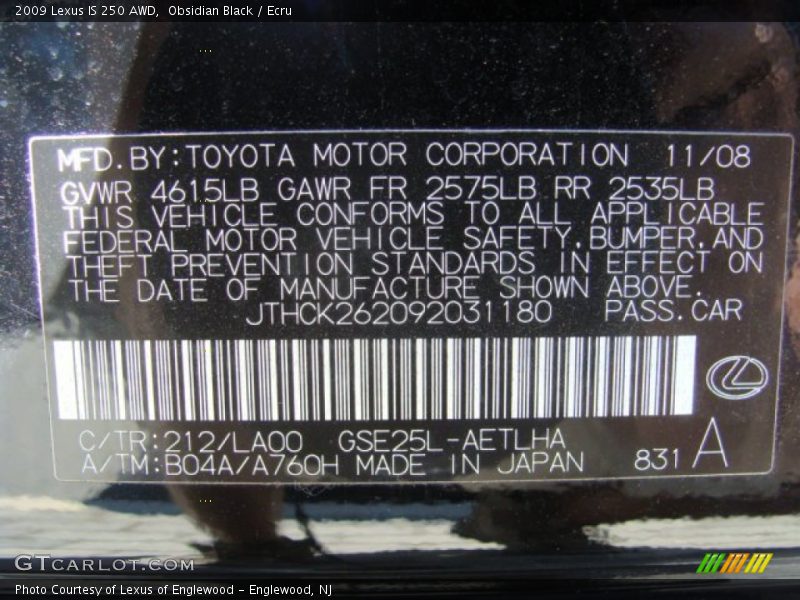 2009 Lexus IS 250 AWD,  Obsidian Black / Ecru
MFD.BY:TOYOTA MOTOR CORPORATION 11/08
GVWR 4615LB GAWR FR 2575LB RR 2535LB
THIS VEHICLE CONFORMS TO ALL APPLICABLE
FEDERAL MOTOR VEHICLE SAFETY.BUMPER.AND
THEFT PREVENTION STANDARDS IN EFFECT ON
THE DATE OF MANUFACTURE SHOWN ABOVE.
JTHCK262092031180 PASS.CAR
C/TR:212/LA00 GSE25L-AETLHA
A/TM:B04A/A760H MADE IN JAPAN 831 A
GTCARLOT.COM
Photo Courtesy of Lexus of Englewood - Englewood, NJ